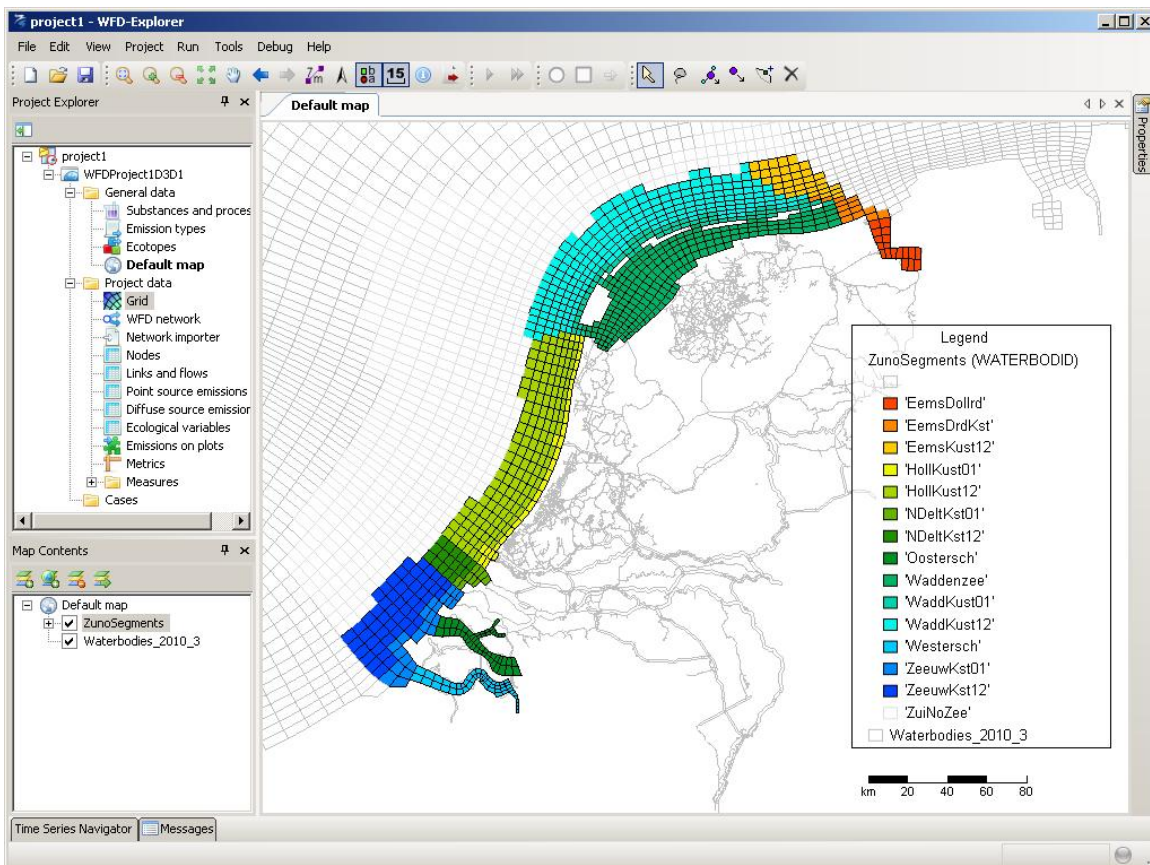 project1 - WFD-Explorer
File Edit View Project Run Tools Debug Help
15
Project Explorer
Default map
Properties
project1
WFDProject1D3D1
General data
Substances and proces
Emission types
Ecotopes
Default map
Project data
Grid
WFD network
Network importer
Nodes
Links and flows
Point source emissions
Diffuse source emission
Ecological variables
Emissions on plots
Metrics
Measures
Cases
Map Contents
Default map
ZunoSegments
Waterbodies_2010_3
Legend
ZunoSegments (WATERBODID)
'EemsDollrd'
'EemsDrdKst'
'EemsKust12'
'HollKust01'
'HollKust12'
'NDeltKst01'
'NDeltKst12'
'Oostersch'
'Waddenzee'
'WaddKust01'
'WaddKust12'
'Westersch'
'ZeeuwKst01'
'ZeeuwKst12'
'ZuiNoZee'
Waterbodies_2010_3
km 20 40 60 80
Time Series Navigator Messages